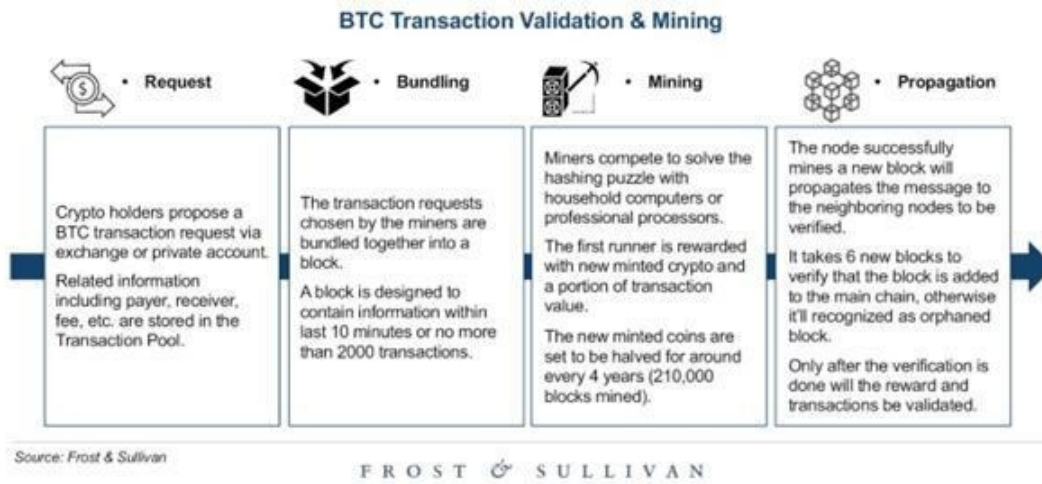 BTC Transaction Validation & Mining
• Request
Crypto holders propose a
BTC transaction request via
exchange or private account.
Related information
including payer, receiver,
fee, etc. are stored in the
Transaction Pool.
• Bundling
The transaction requests
chosen by the miners are
bundled together into a
block.
A block is designed to
contain information within
last 10 minutes or no more
than 2000 transactions.
• Mining
Miners compete to solve the
hashing puzzle with
household computers or
professional processors.
The first runner is rewarded
with new minted crypto and
a portion of transaction
value.
The new minted coins are
set to be halved for around
every 4 years (210,000
blocks mined).
• Propagation
The node successfully
mines a new block will
propagates the message to
the neighboring nodes to be
verified.
It takes 6 new blocks to
verify that the block is added
to the main chain, otherwise
it'll recognized as orphaned
block.
Only after the verification is
done will the reward and
transactions be validated.
Source: Frost & Sullivan
FROST & SULLIVAN